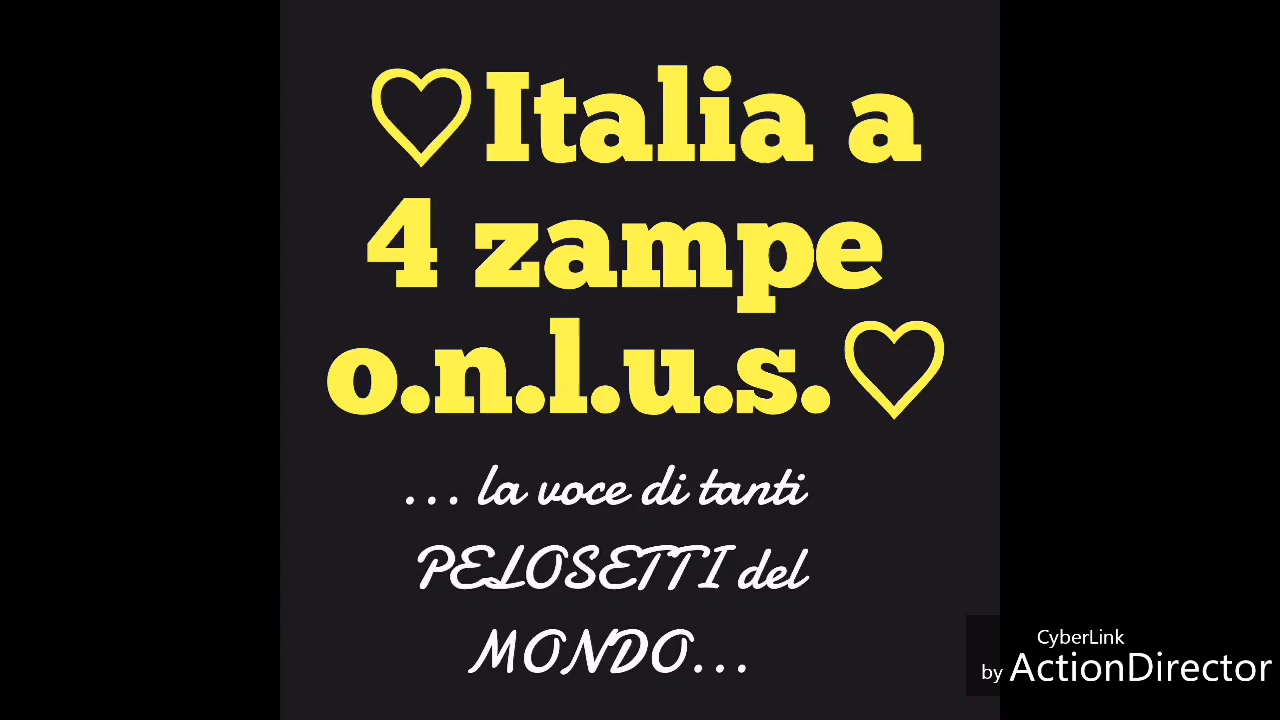 ♡Italia a
4 zampe
o.n.l.u.s.♡
... la voce di tanti
PELOSETTI del
MONDO...
CyberLink
by ActionDirector